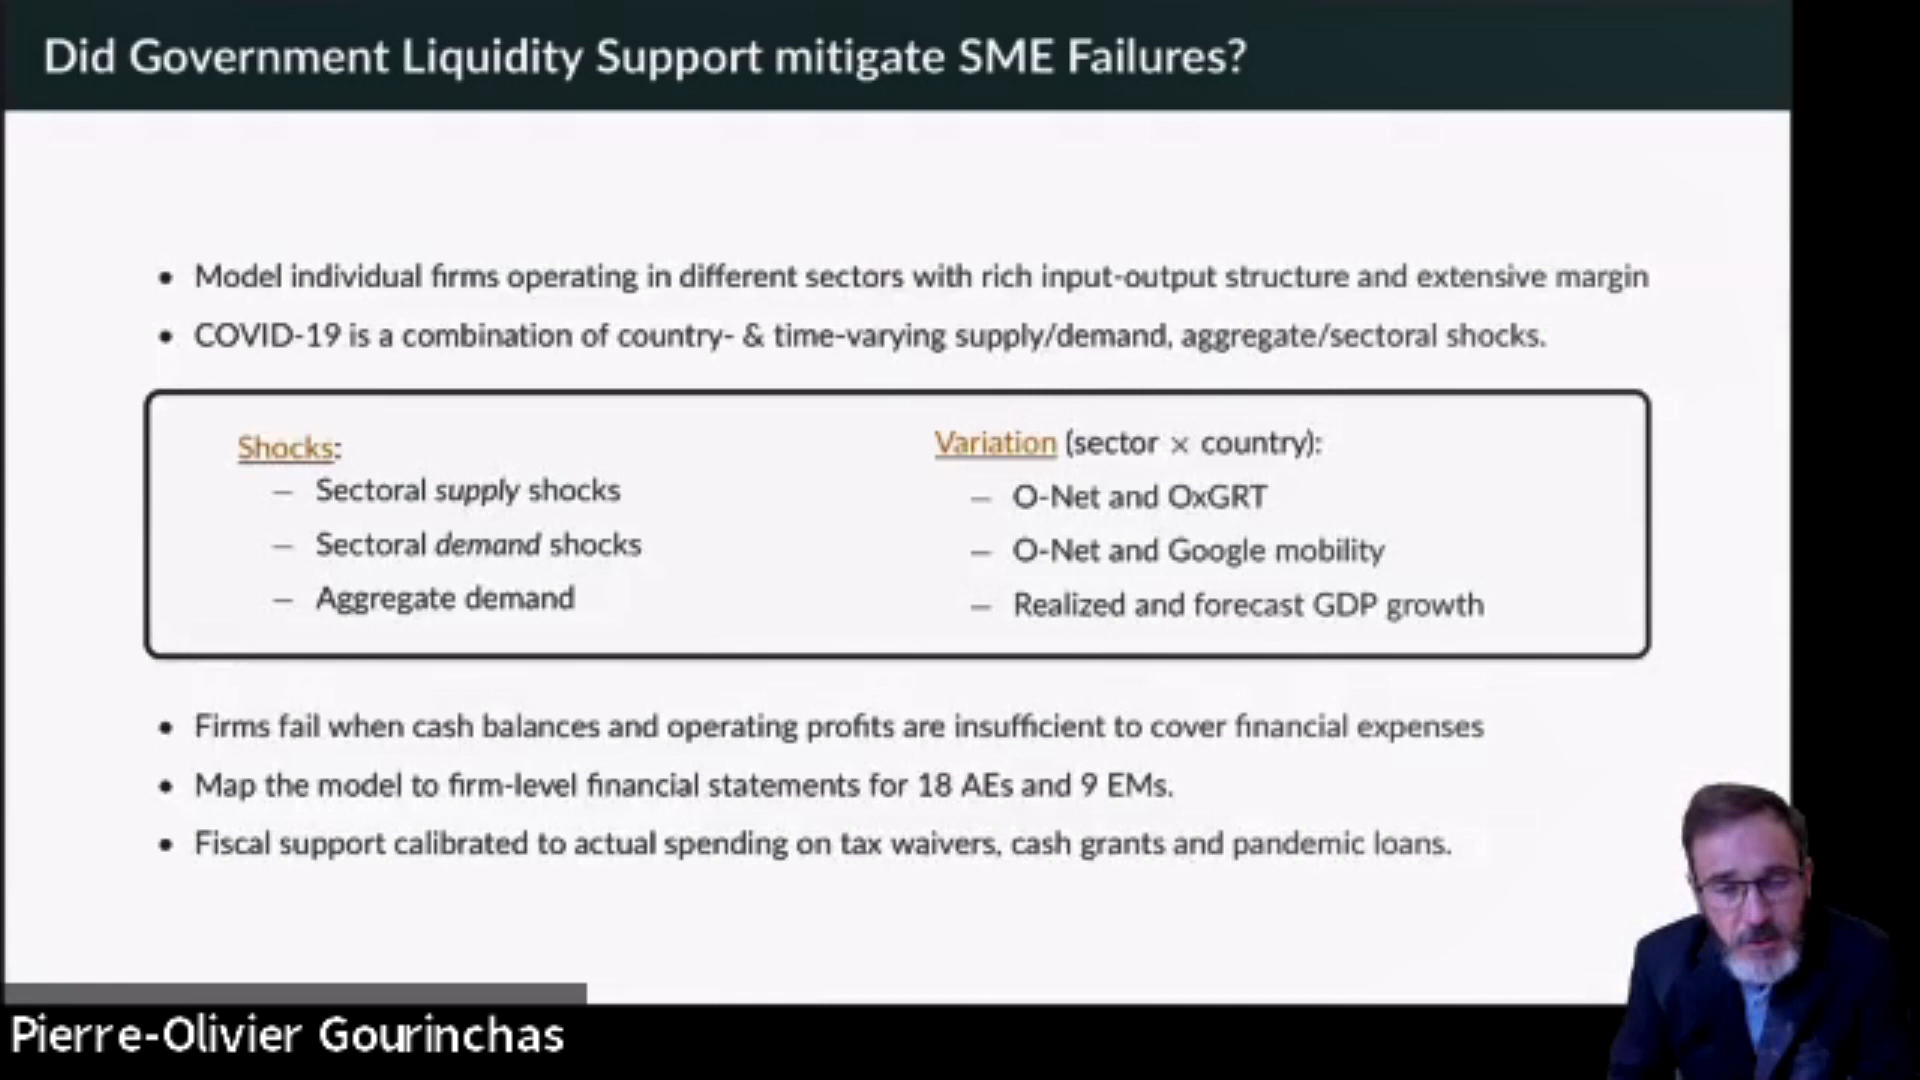 Did Government Liquidity Support mitigate SME Failures?
• Model individual firms operating in different sectors with rich input-output structure and extensive margin
• COVID-19 is a combination of country- & time-varying supply/demand, aggregate/sectoral shocks.
Shocks:
– Sectoral supply shocks
– Sectoral demand shocks
– Aggregate demand
Variation (sector × country):
– O-Net and OxGRT
– O-Net and Google mobility
– Realized and forecast GDP growth
• Firms fail when cash balances and operating profits are insufficient to cover financial expenses
• Map the model to firm-level financial statements for 18 AEs and 9 EMs.
• Fiscal support calibrated to actual spending on tax waivers, cash grants and pandemic loans.
Pierre-Olivier Gourinchas